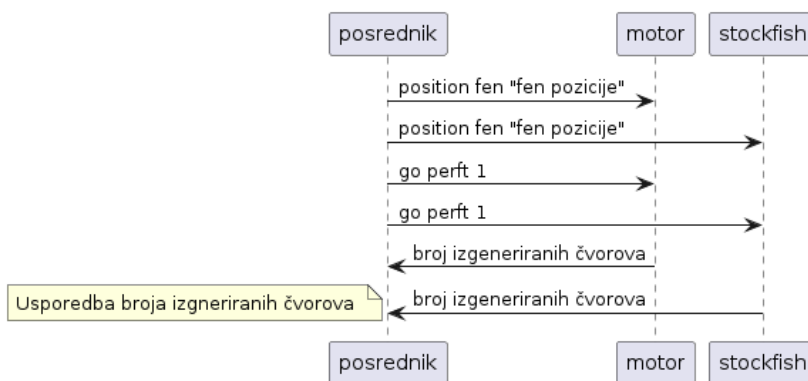 posrednik motor stockfish
position fen "fen pozicije"
position fen "fen pozicije"
go perft 1
go perft 1
broj izgeneriranih čvorova
Usporedba broja izgneriranih čvorova
broj izgeneriranih čvorova
posrednik motor stockfish